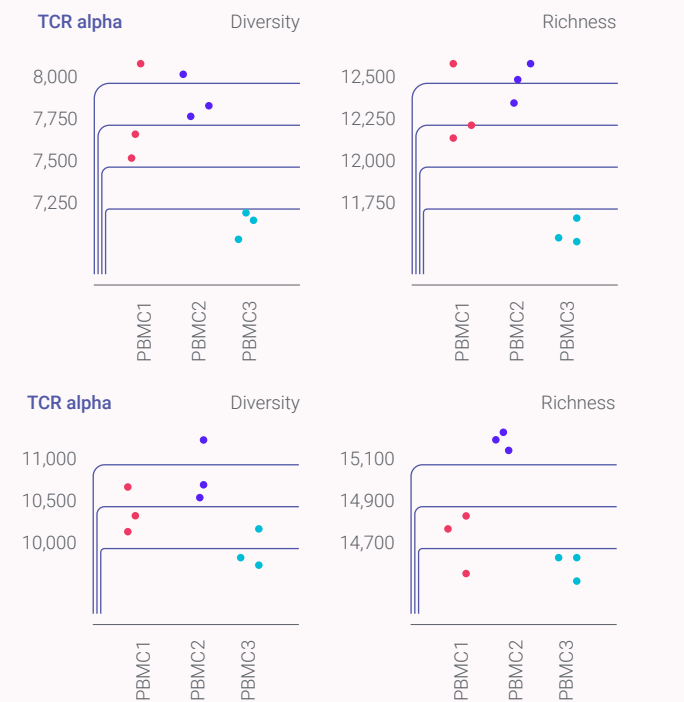 TCR alpha Diversity Richness
8,000 12,500
7,750 12,250
7,500 12,000
7,250 11,750
PBMC1 PBMC2 PBMC3 PBMC1 PBMC2 PBMC3
TCR alpha Diversity Richness
11,000 15,100
10,500 14,900
10,000 14,700
PBMC1 PBMC2 PBMC3 PBMC1 PBMC2 PBMC3